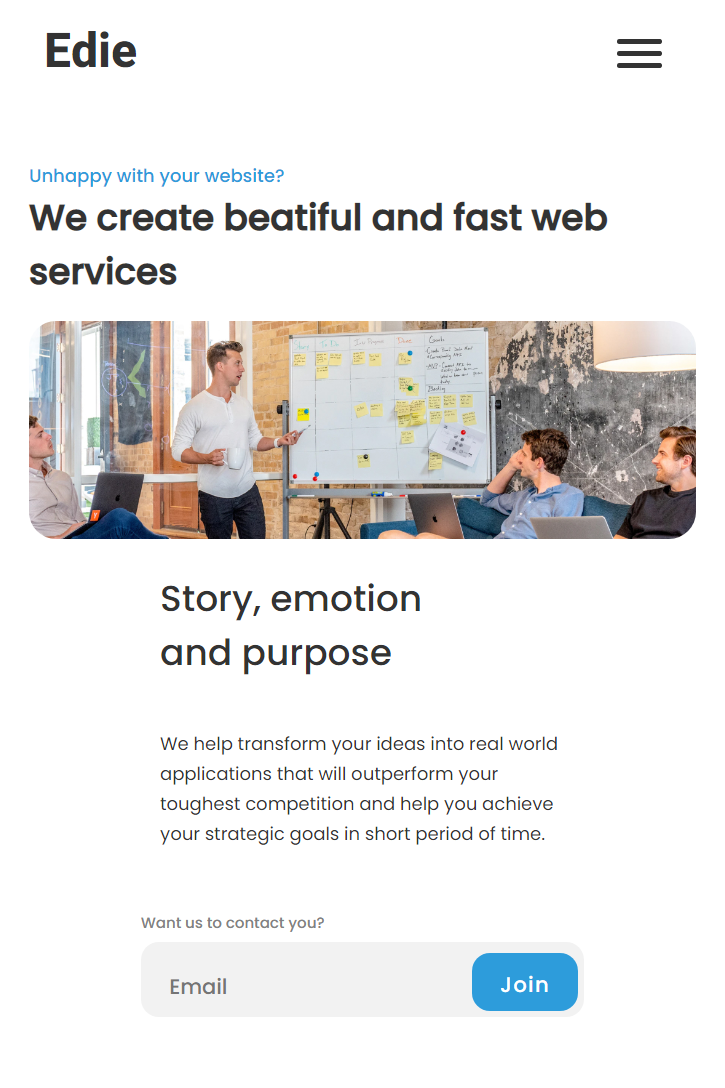 Edie
Unhappy with your website?
We create beatiful and fast web
services
Story, emotion
and purpose
We help transform your ideas into real world
applications that will outperform your
toughest competition and help you achieve
your strategic goals in short period of time.
Want us to contact you?
Email
Join